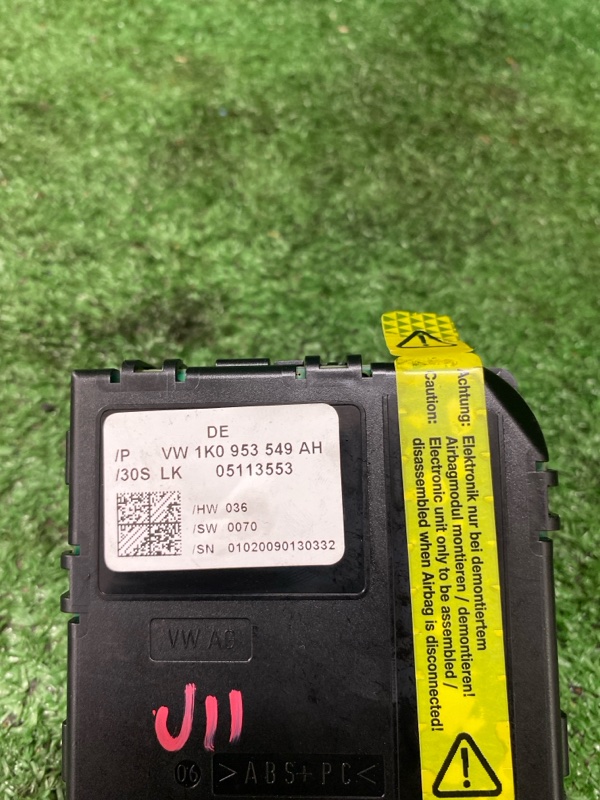 DE
/P VW 1K0 953 549 AH
/30S LK 05113553
/HW 036
/SW 0070
/SN 01020090130332
VW AG
U11
06
>ABS+PC<
Achtung: Elektronik nur bei demontiertem
Airbagmodul montieren / demontieren!
Caution: Electronic unit only to be assembled /
disassembled when Airbag is disconnected!